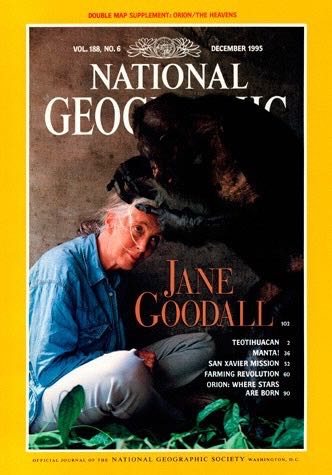 DOUBLE MAP SUPPLEMENT: ORION/THE HEAVENS
VOL. 188, NO. 6 DECEMBER 1995
NATIONAL
GEOGRAPHIC
JANE
GOODALL 102
TEOTIHUACAN 2
MANTA! 36
SAN XAVIER MISSION 52
FARMING REVOLUTION 60
ORION: WHERE STARS
ARE BORN 90
OFFICIAL JOURNAL OF THE NATIONAL GEOGRAPHIC SOCIETY WASHINGTON, D.C.